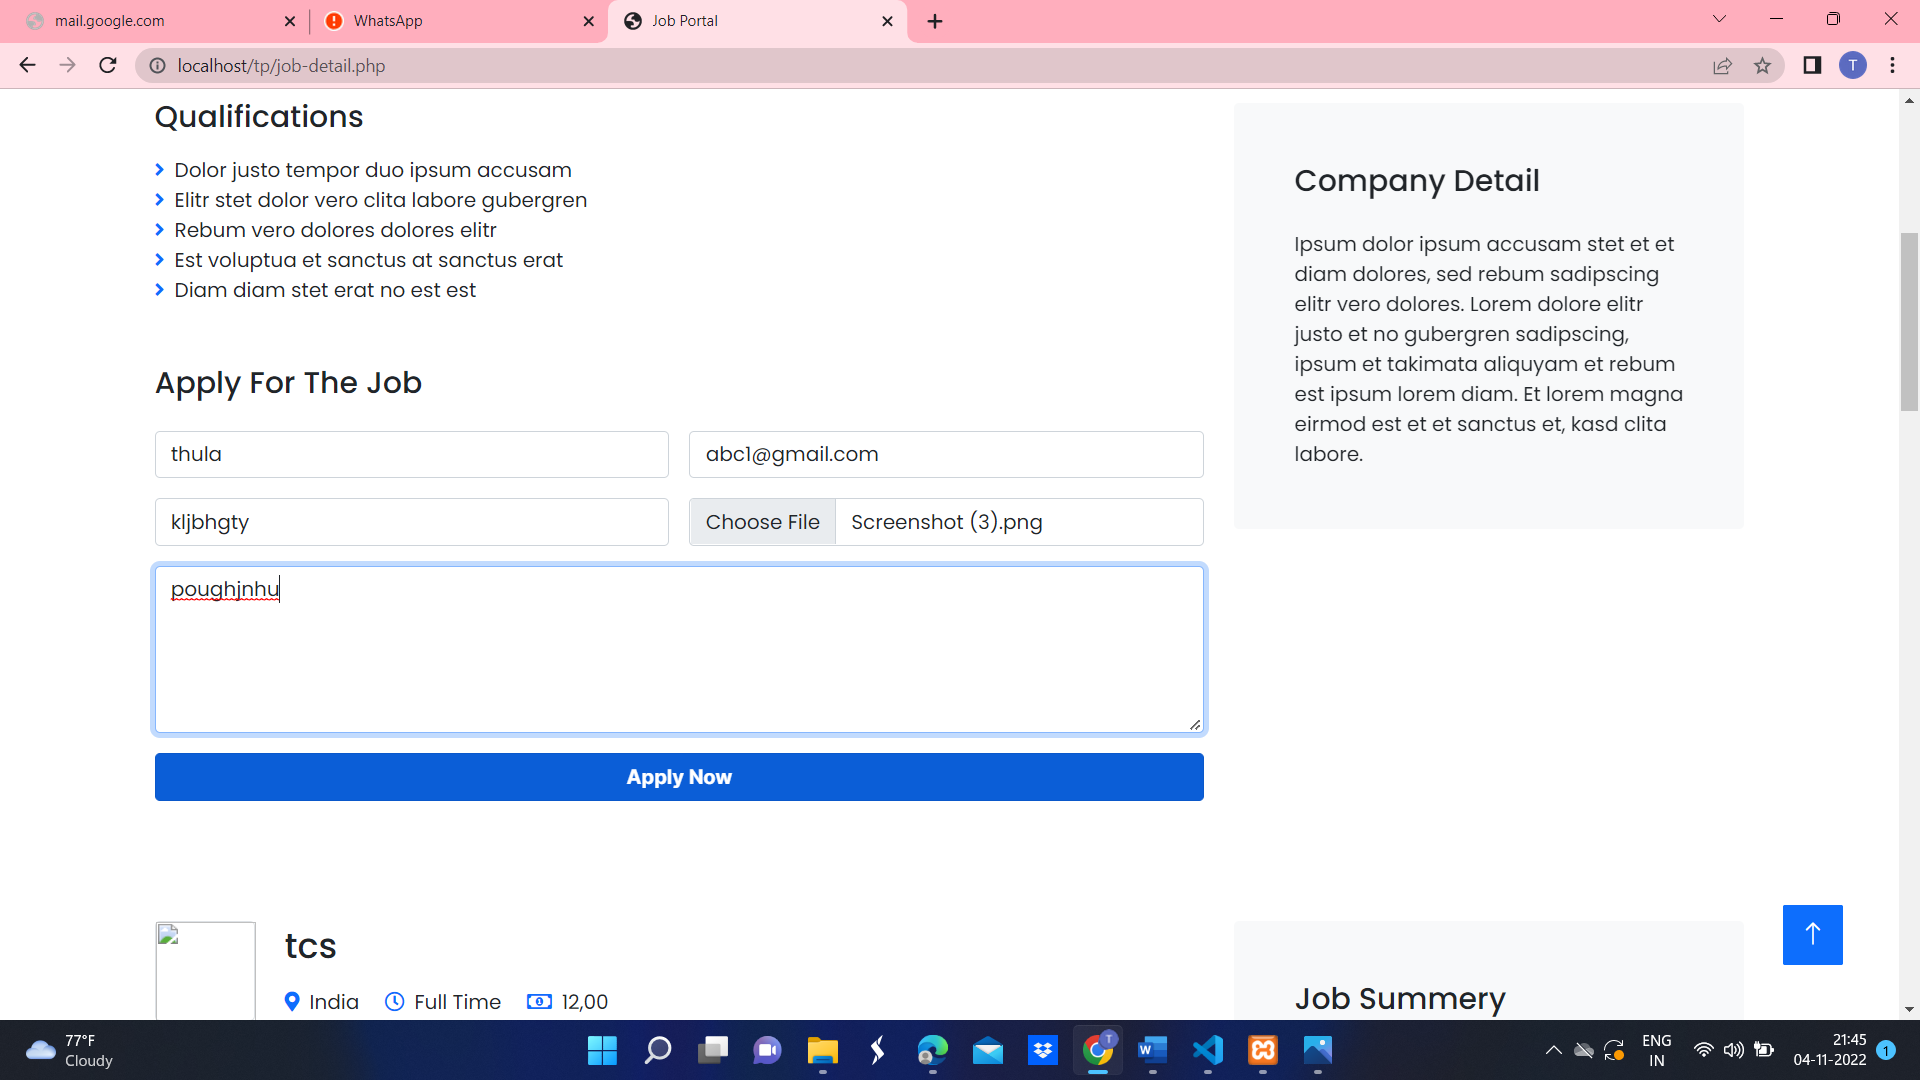 mail.google.com
WhatsApp
Job Portal
localhost/tp/job-detail.php
T
Qualifications
Dolor justo tempor duo ipsum accusam
Elitr stet dolor vero clita labore gubergren
Rebum vero dolores dolores elitr
Est voluptua et sanctus at sanctus erat
Diam diam stet erat no est est
Apply For The Job
thula
abc1@gmail.com
kljbhgty
Choose File Screenshot (3).png
poughjnhu
Apply Now
Company Detail
Ipsum dolor ipsum accusam stet et et
diam dolores, sed rebum sadipscing
elitr vero dolores. Lorem dolore elitr
justo et no gubergren sadipscing,
ipsum et takimata aliquyam et rebum
est ipsum lorem diam. Et lorem magna
eirmod est et et sanctus et, kasd clita
labore.
tcs
India Full Time 12,00
Job Summery
77°F
Cloudy
T
W
ENG
IN
21:45
04-11-2022
1